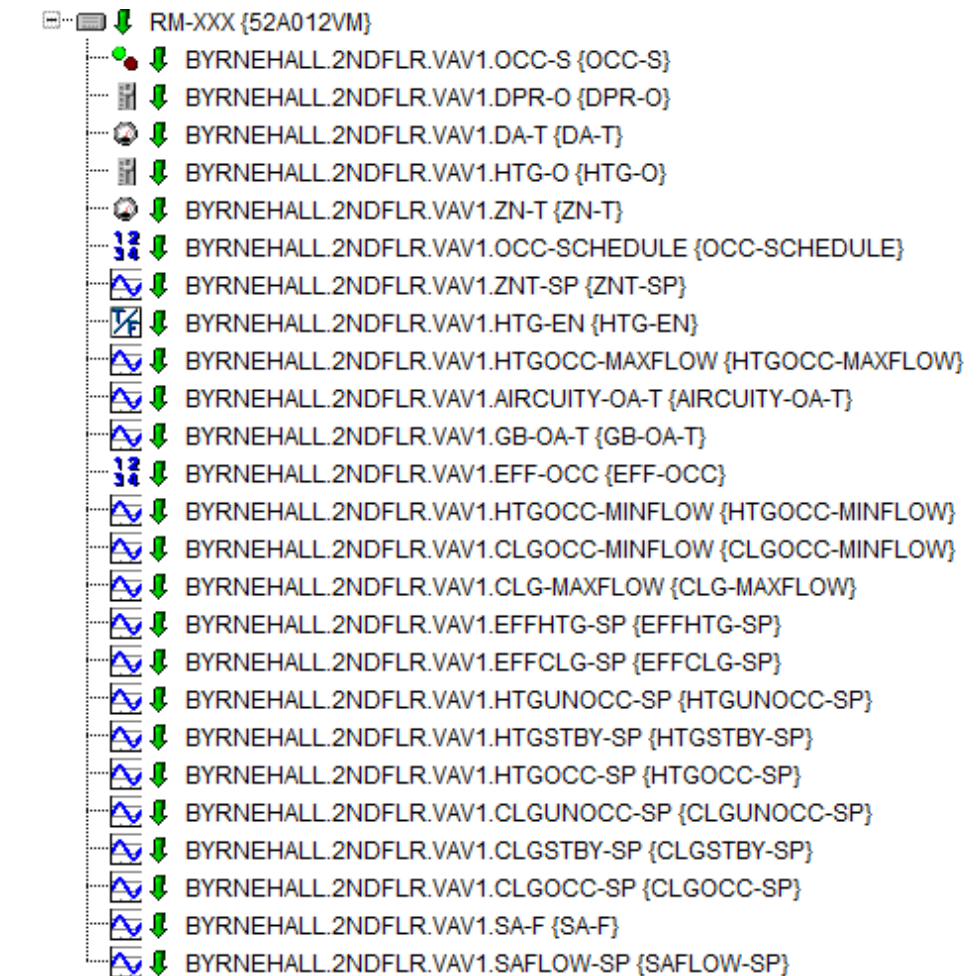 RM-XXX {52A012VM}
BYRNEHALL.2NDFLR.VAV1.OCC-S {OCC-S}
BYRNEHALL.2NDFLR.VAV1.DPR-O {DPR-O}
BYRNEHALL.2NDFLR.VAV1.DA-T {DA-T}
BYRNEHALL.2NDFLR.VAV1.HTG-O {HTG-O}
BYRNEHALL.2NDFLR.VAV1.ZN-T {ZN-T}
BYRNEHALL.2NDFLR.VAV1.OCC-SCHEDULE {OCC-SCHEDULE}
BYRNEHALL.2NDFLR.VAV1.ZNT-SP {ZNT-SP}
BYRNEHALL.2NDFLR.VAV1.HTG-EN {HTG-EN}
BYRNEHALL.2NDFLR.VAV1.HTGOCC-MAXFLOW {HTGOCC-MAXFLOW}
BYRNEHALL.2NDFLR.VAV1.AIRCUITY-OA-T {AIRCUITY-OA-T}
BYRNEHALL.2NDFLR.VAV1.GB-OA-T {GB-OA-T}
BYRNEHALL.2NDFLR.VAV1.EFF-OCC {EFF-OCC}
BYRNEHALL.2NDFLR.VAV1.HTGOCC-MINFLOW {HTGOCC-MINFLOW}
BYRNEHALL.2NDFLR.VAV1.CLGOCC-MINFLOW {CLGOCC-MINFLOW}
BYRNEHALL.2NDFLR.VAV1.CLG-MAXFLOW {CLG-MAXFLOW}
BYRNEHALL.2NDFLR.VAV1.EFFHTG-SP {EFFHTG-SP}
BYRNEHALL.2NDFLR.VAV1.EFFCLG-SP {EFFCLG-SP}
BYRNEHALL.2NDFLR.VAV1.HTGUNOCC-SP {HTGUNOCC-SP}
BYRNEHALL.2NDFLR.VAV1.HTGSTBY-SP {HTGSTBY-SP}
BYRNEHALL.2NDFLR.VAV1.HTGOCC-SP {HTGOCC-SP}
BYRNEHALL.2NDFLR.VAV1.CLGUNOCC-SP {CLGUNOCC-SP}
BYRNEHALL.2NDFLR.VAV1.CLGSTBY-SP {CLGSTBY-SP}
BYRNEHALL.2NDFLR.VAV1.CLGOCC-SP {CLGOCC-SP}
BYRNEHALL.2NDFLR.VAV1.SA-F {SA-F}
BYRNEHALL.2NDFLR.VAV1.SAFLOW-SP {SAFLOW-SP}